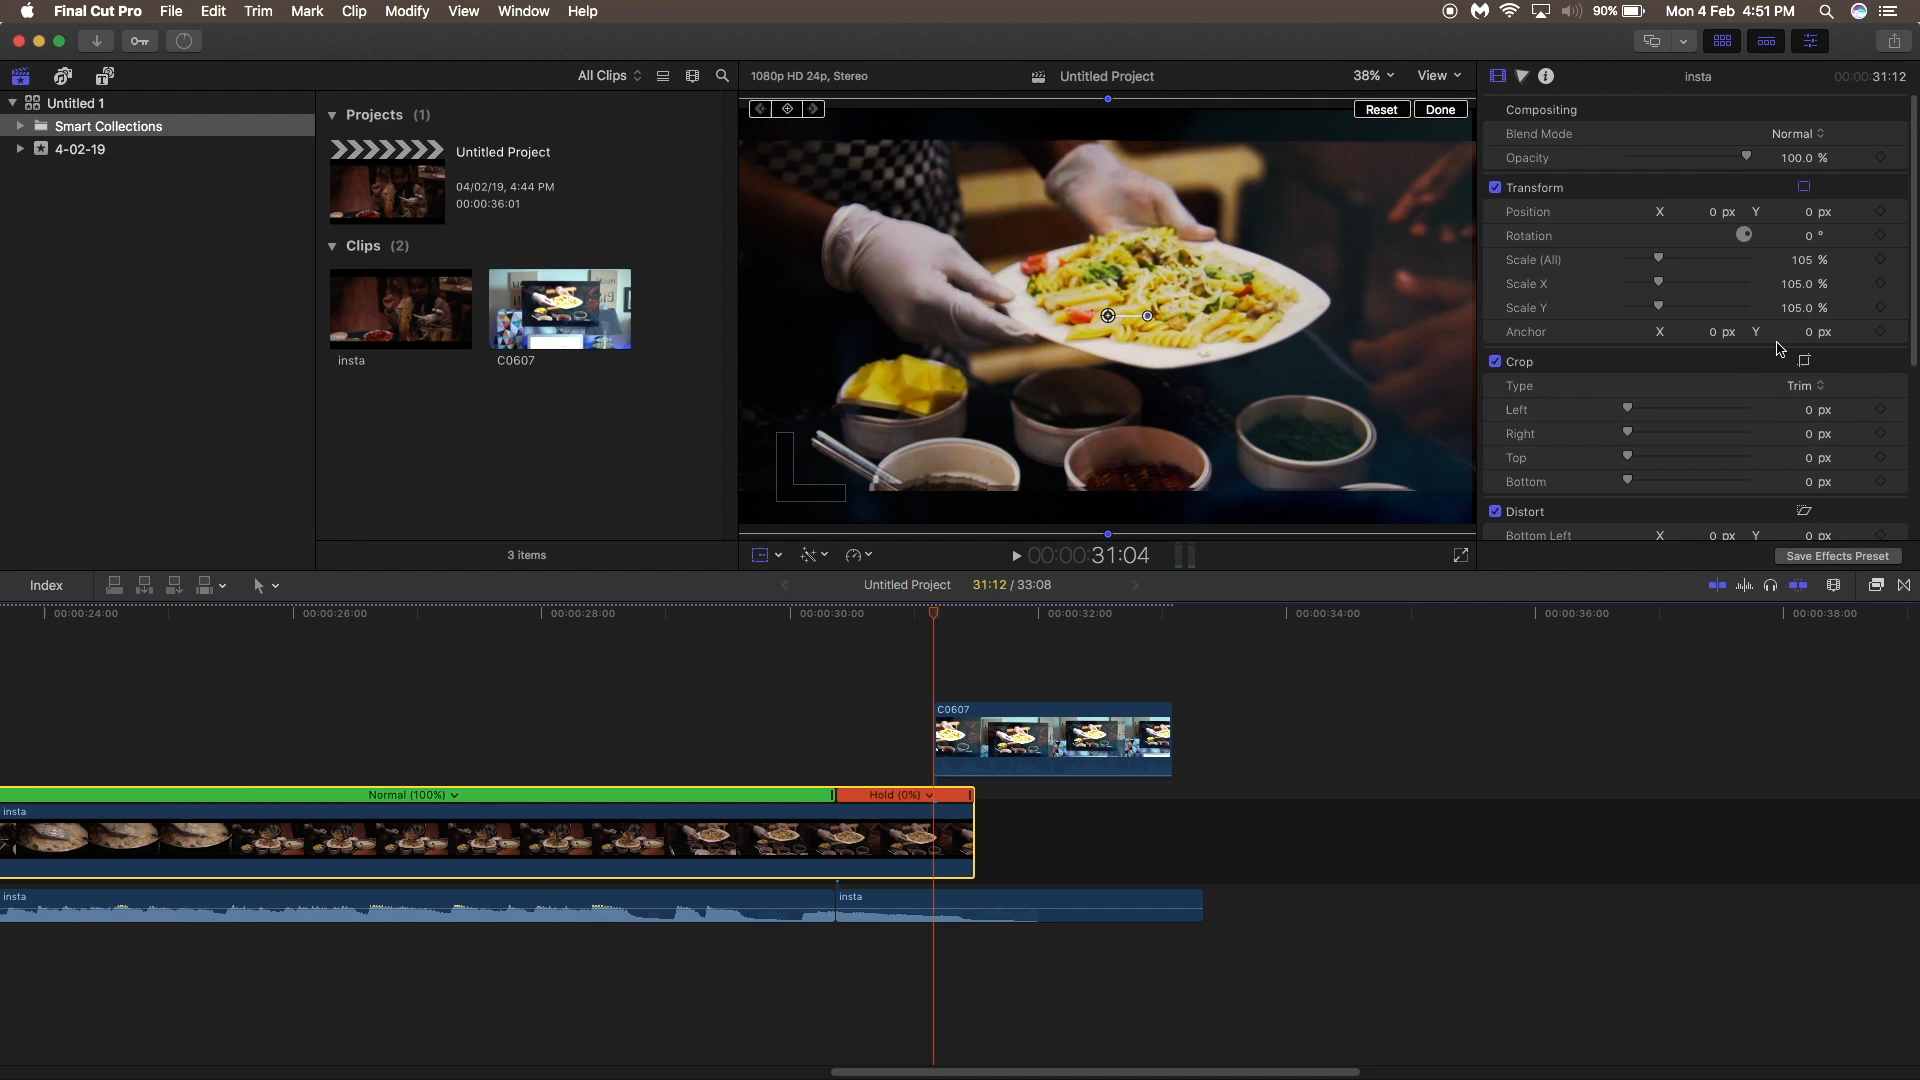 Final Cut Pro File Edit Trim Mark Clip Modify View Window Help
90% Mon 4 Feb 4:51 PM
All Clips
1080p HD 24p, Stereo
Untitled Project
38%
View
insta
00:00:31:12
Untitled 1
Smart Collections
4-02-19
Projects (1)
Untitled Project
04/02/19, 4:44 PM
00:00:36:01
Clips (2)
insta
C0607
3 items
Reset
Done
00:00:31:04
Compositing
Blend Mode Normal
Opacity 100.0 %
Transform
Position X 0 px Y 0 px
Rotation 0 °
Scale (All) 105 %
Scale X 105.0 %
Scale Y 105.0 %
Anchor X 0 px Y 0 px
Crop
Type Trim
Left 0 px
Right 0 px
Top 0 px
Bottom 0 px
Distort
Bottom Left X 0 px Y 0 px
Save Effects Preset
Index
Untitled Project 31:12 / 33:08
00:00:24:00 00:00:26:00 00:00:28:00 00:00:30:00 00:00:32:00 00:00:34:00 00:00:36:00 00:00:38:00
C0607
Normal (100%)
Hold (0%)
insta
insta
insta